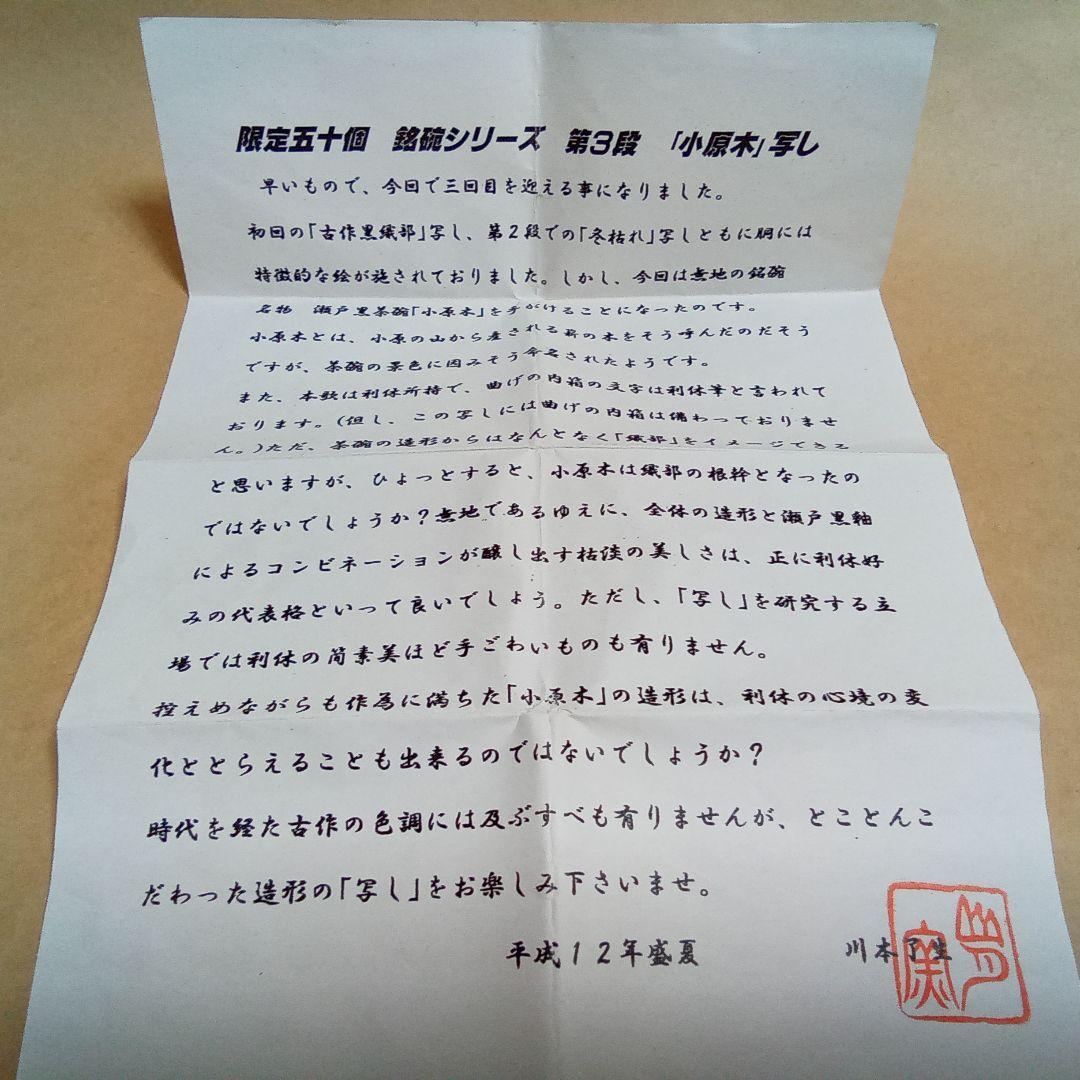 限定五十個　銘碗シリーズ　第3段　「小原木」写し
早いもので、今回で三回目を迎える事になりました。
初回の「古作黒織部」写し、第２段での「冬枯れ」写しともに胴には
特徴的な絵が施されておりました。しかし、今回は無地の銘碗
名物　瀬戸黒茶碗「小原木」を手がけることになったのです。
小原木とは、小原の山から産される薪の木をそう呼んだのだそう
ですが、茶碗の景色に因みそう命名されたようです。
また、本歌は利休所持で、曲げの内箱の文字は利休筆と言われて
おります。(但し、この写しには曲げの内箱は備わっておりませ
ん。)ただ、茶碗の造形からはなんとなく「織部」をイメージできる
と思いますが、ひょっとすると、小原木は織部の根幹となったの
ではないでしょうか？無地であるゆえに、全体の造形と瀬戸黒釉
によるコンビネーションが醸し出す枯淡の美しさは、正に利休好
みの代表格といって良いでしょう。ただし、「写し」を研究する立
場では利休の簡素美ほど手ごわいものも有りません。
控えめながらも作為に満ちた「小原木」の造形は、利休の心境の変
化ととらえることも出来るのではないでしょうか？
時代を経た古作の色調には及ぶすべも有りませんが、とことんこ
だわった造形の「写し」をお楽しみ下さいませ。
平成１２年盛夏　川本了生